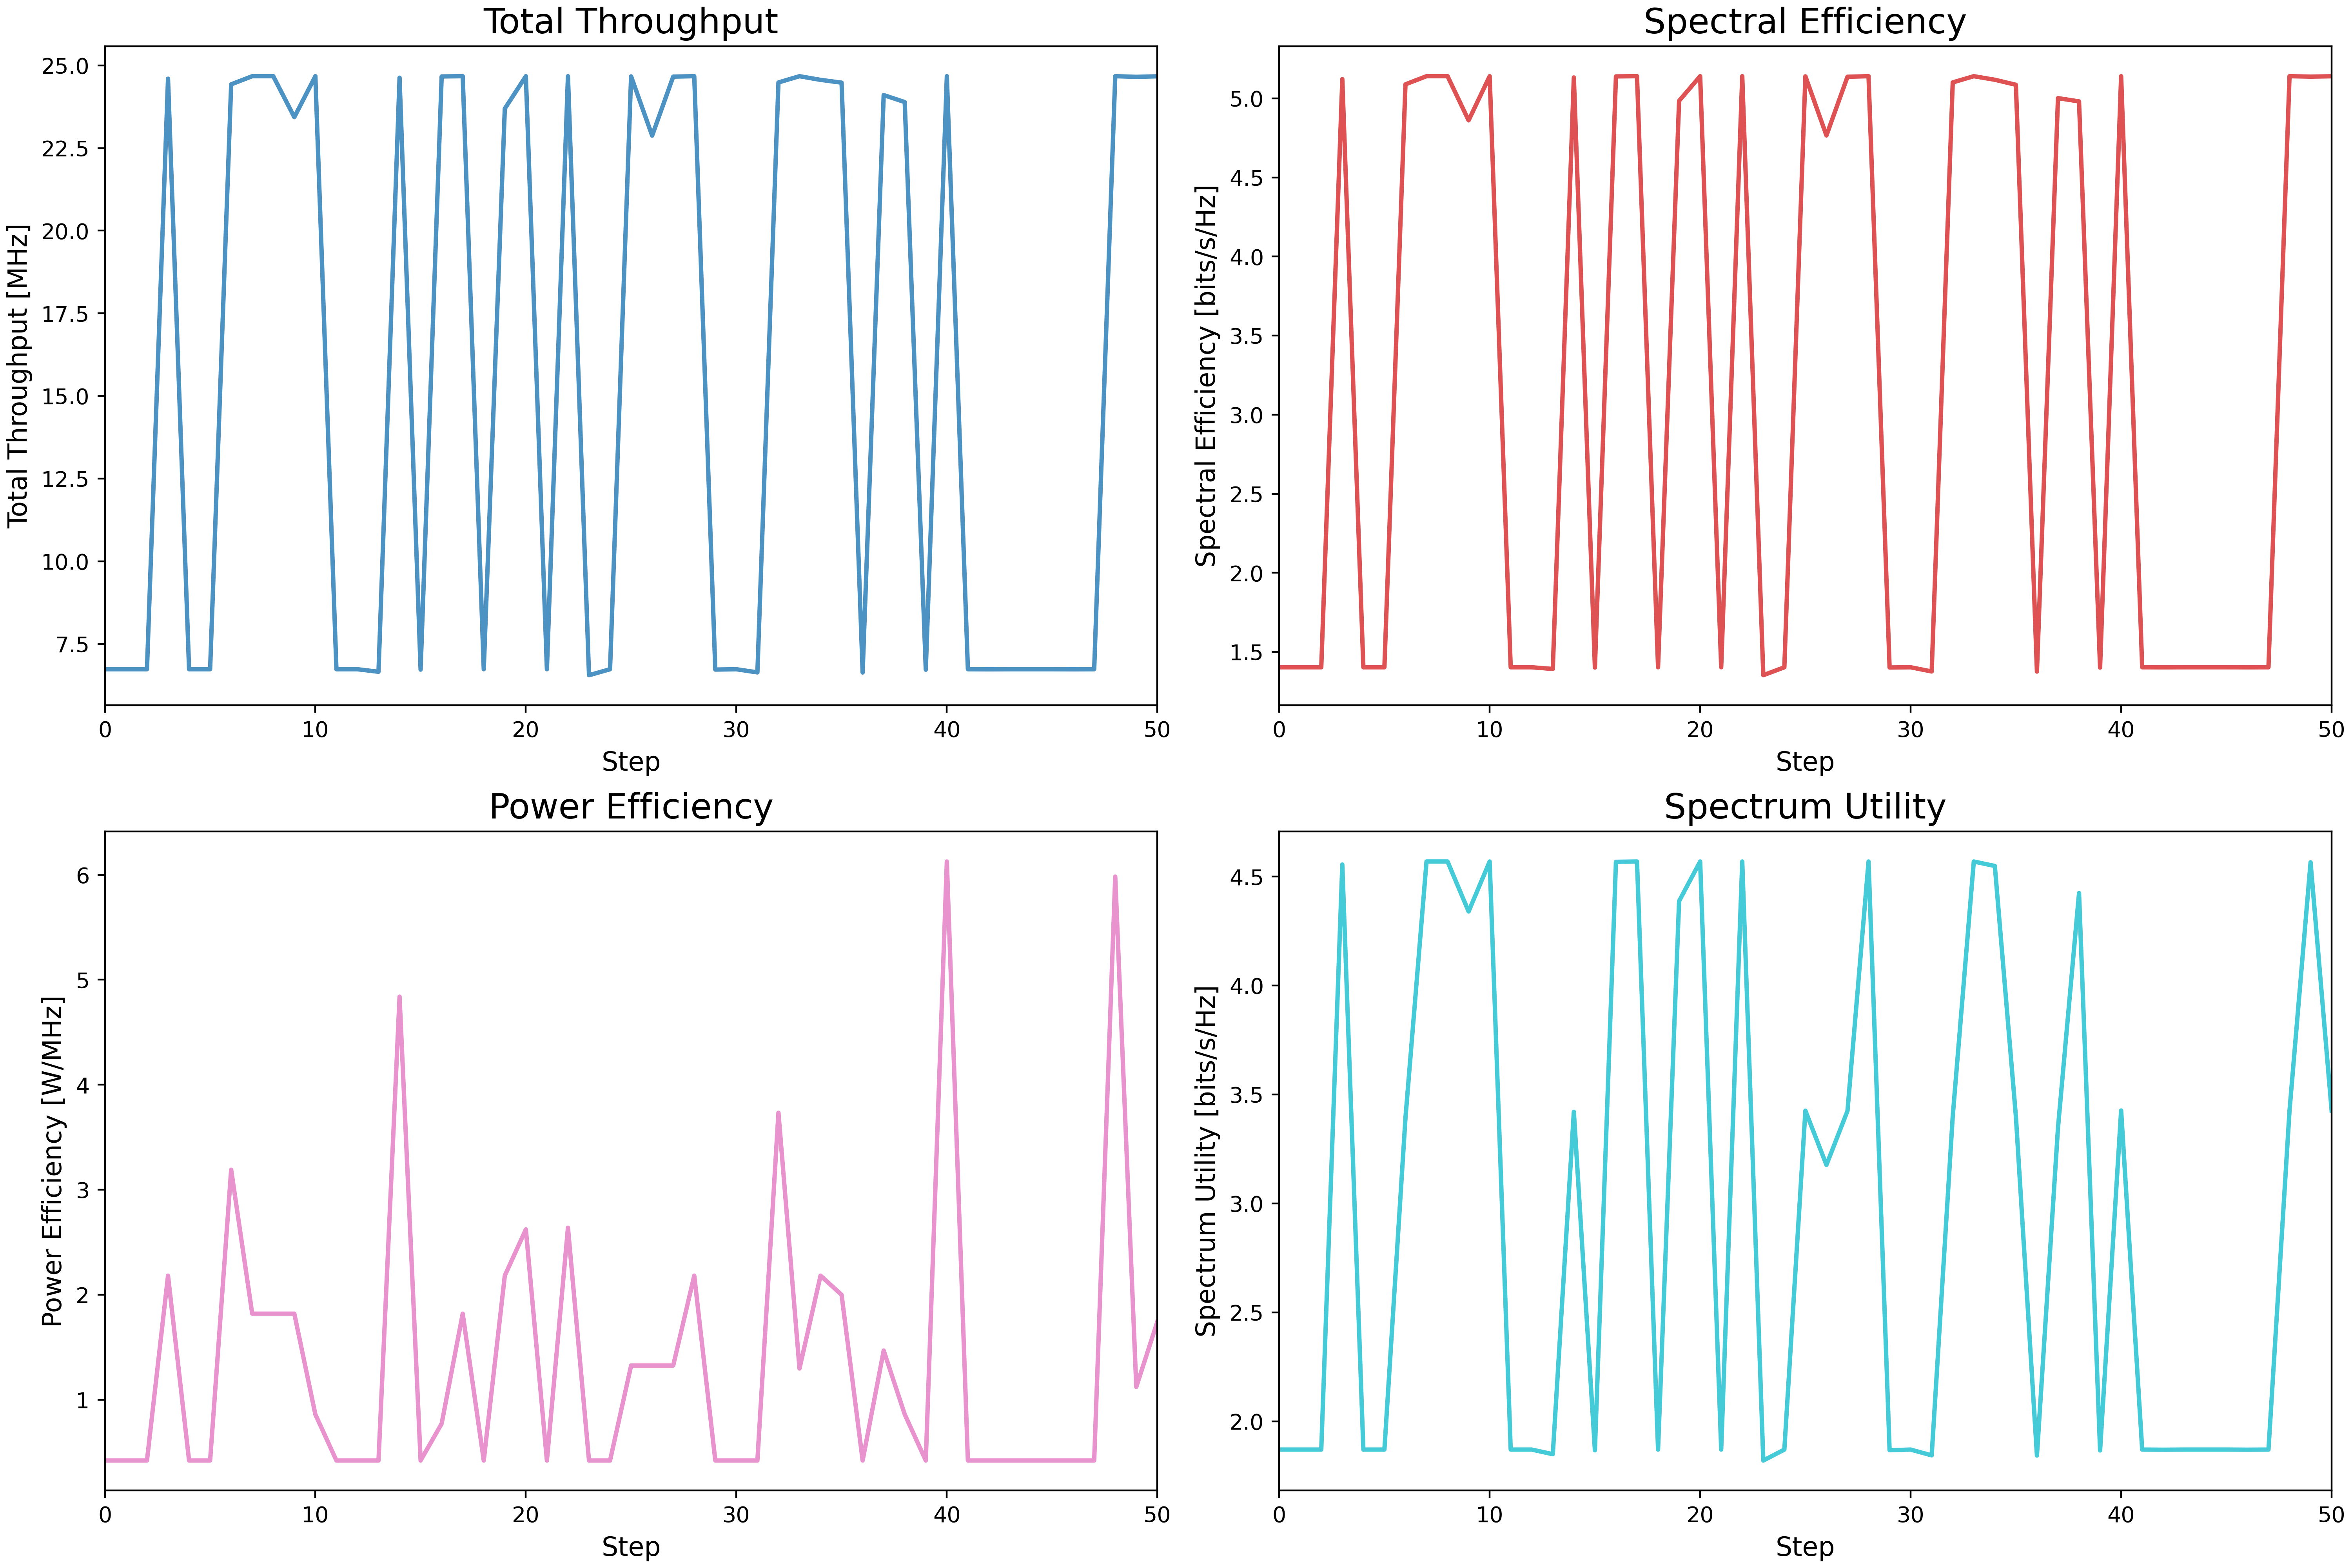 Total Throughput
Total Throughput [MHz]
25.0
22.5
20.0
17.5
15.0
12.5
10.0
7.5
0 10 20 30 40 50
Step
Spectral Efficiency
Spectral Efficiency [bits/s/Hz]
5.0
4.5
4.0
3.5
3.0
2.5
2.0
1.5
0 10 20 30 40 50
Step
Power Efficiency
Power Efficiency [W/MHz]
6
5
4
3
2
1
0 10 20 30 40 50
Step
Spectrum Utility
Spectrum Utility [bits/s/Hz]
4.5
4.0
3.5
3.0
2.5
2.0
0 10 20 30 40 50
Step